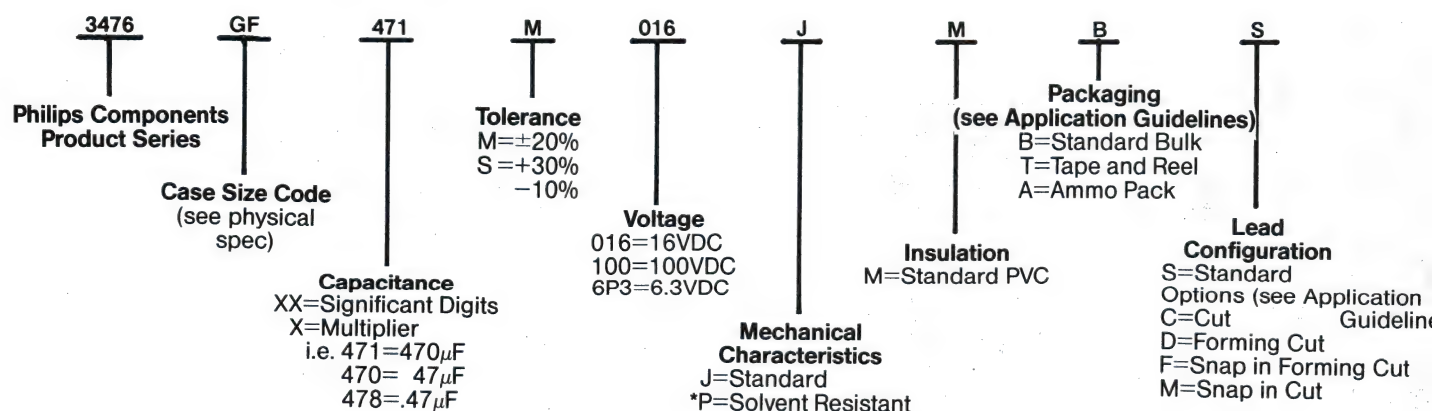 3476 GF 471 M 016 J M B S
Philips Components
Product Series
Case Size Code
(see physical
spec)
Capacitance
XX=Significant Digits
X=Multiplier
i.e. 471=470μF
470= 47μF
478=.47μF
Tolerance
M=±20%
S=+30%
−10%
Voltage
016=16VDC
100=100VDC
6P3=6.3VDC
Mechanical
Characteristics
J=Standard
*P=Solvent Resistant
Insulation
M=Standard PVC
Packaging
(see Application Guidelines)
B=Standard Bulk
T=Tape and Reel
A=Ammo Pack
Lead
Configuration
S=Standard
Options (see Application
C=Cut Guideline
D=Forming Cut
F=Snap in Forming Cut
M=Snap in Cut